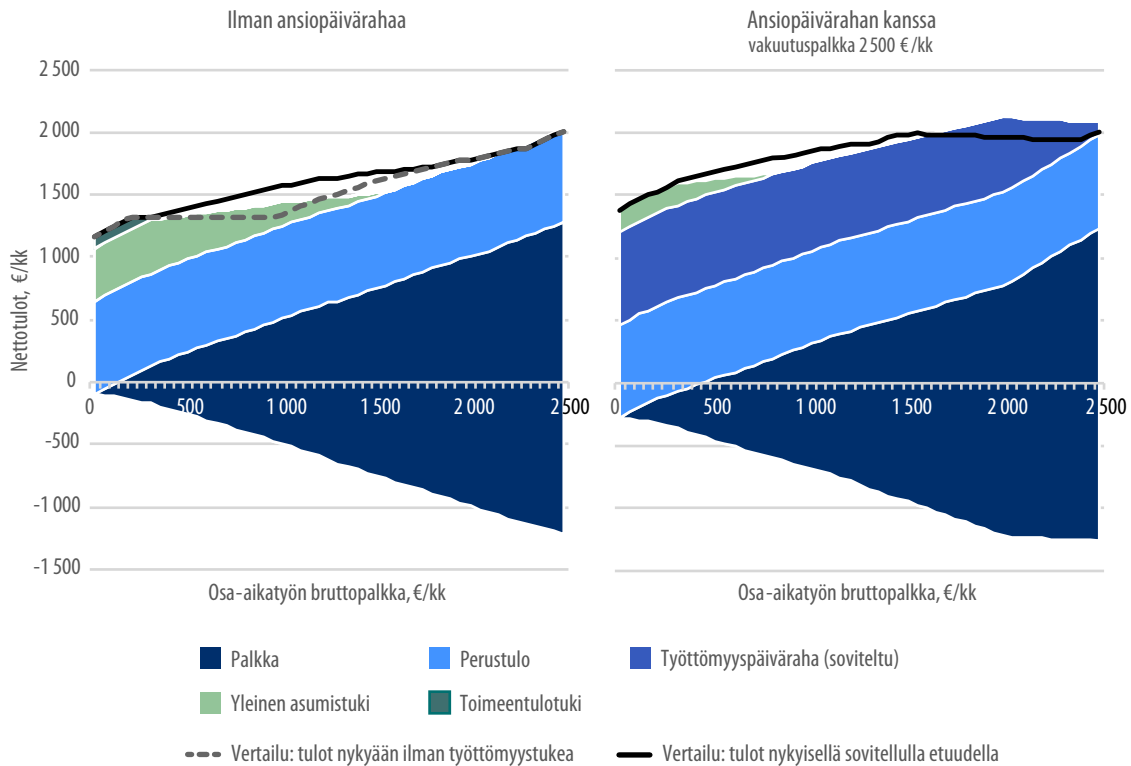 Ilman ansiopäivärahaa
Ansiopäivärahan kanssa
vakuutuspalkka 2 500 €/kk
Nettotulot, €/kk
2 500
2 000
1 500
1 000
500
0
-500
-1 000
-1 500
0 500 1 000 1 500 2 000 2 500
0 500 1 000 1 500 2 000 2 500
Osa-aikatyön bruttopalkka, €/kk
Osa-aikatyön bruttopalkka, €/kk
Palkka
Perustulo
Työttömyyspäiväraha (soviteltu)
Yleinen asumistuki
Toimeentulotuki
Vertailu: tulot nykyään ilman työttömyystukea
Vertailu: tulot nykyisellä sovitellulla etuudella